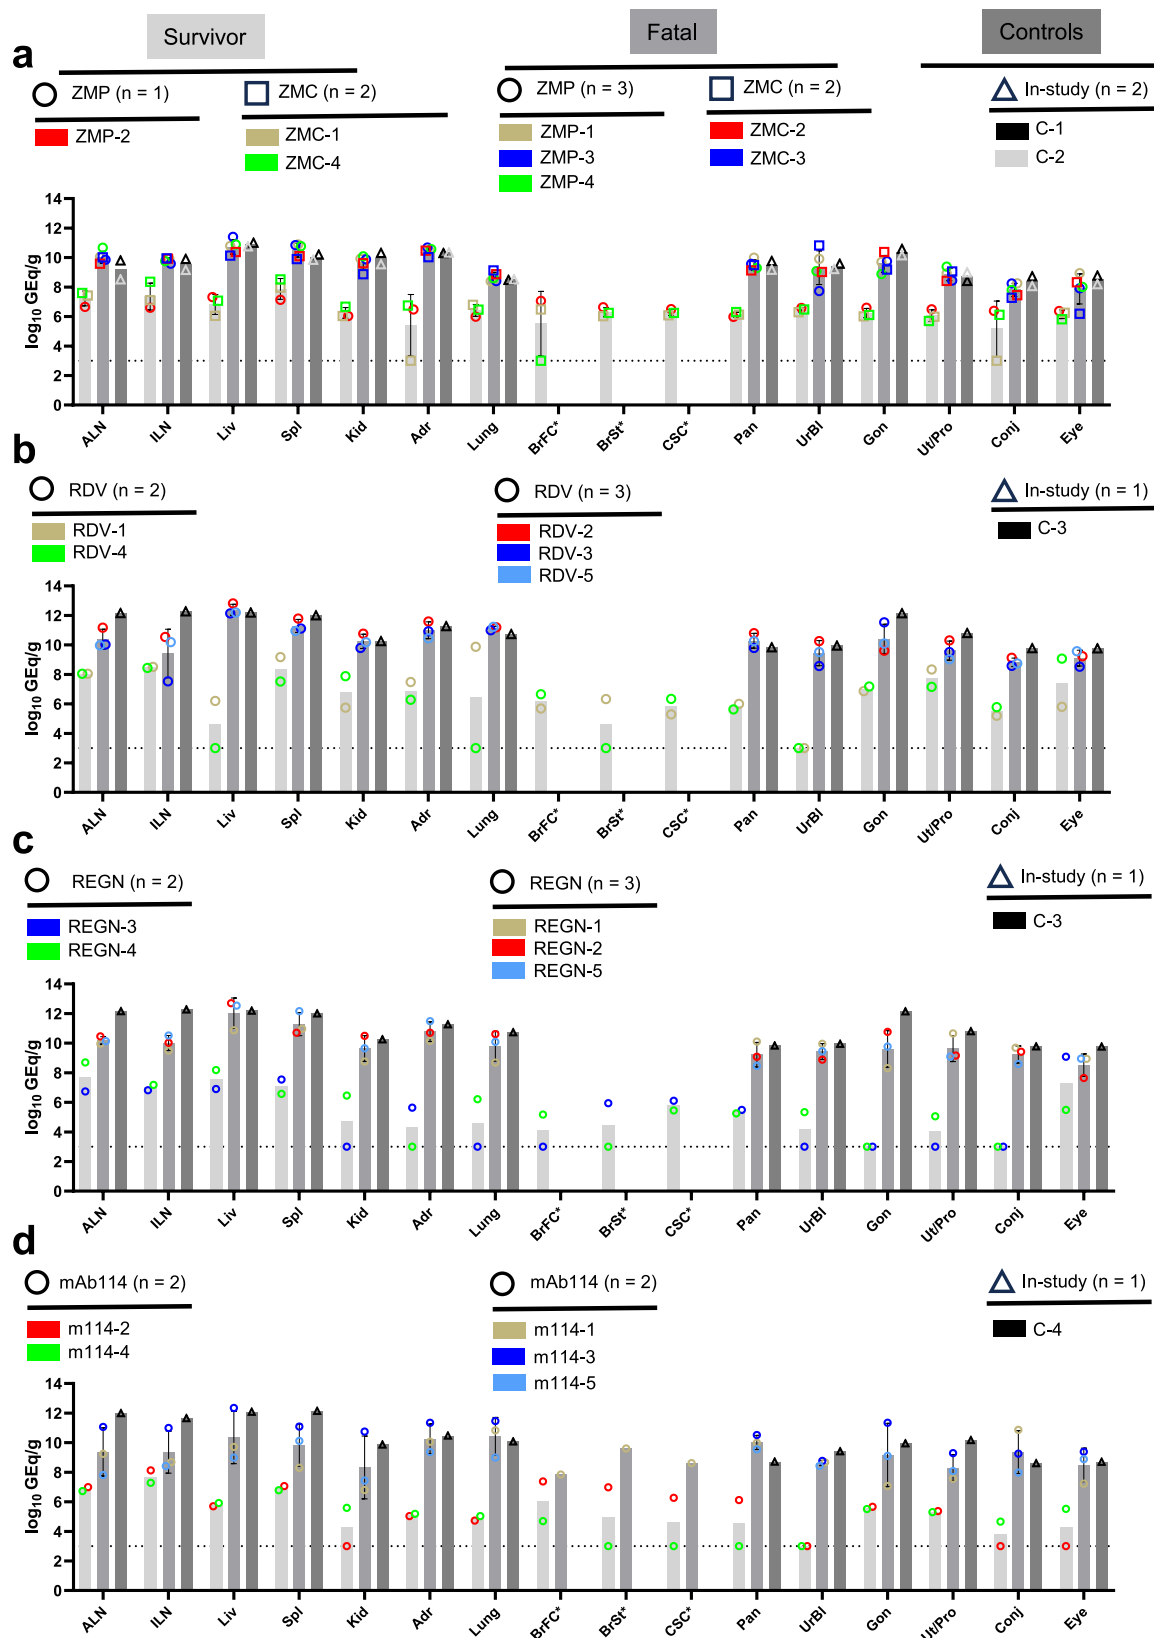 Survivor
Fatal
Controls
a
ZMP (n = 1)
ZMC (n = 2)
ZMP (n = 3)
ZMC (n = 2)
In-study (n = 2)
ZMP-2
ZMC-1
ZMC-4
ZMP-1
ZMP-3
ZMP-4
ZMC-2
ZMC-3
C-1
C-2
log10 GEq/g
14
12
10
8
6
4
2
0
ALN
ILN
Liv
Spl
Kid
Adr
Lung
BrFC*
BrSt*
CSC*
Pan
UrBl
Gon
Ut/Pro
Conj
Eye
b
RDV (n = 2)
RDV (n = 3)
In-study (n = 1)
RDV-1
RDV-4
RDV-2
RDV-3
RDV-5
C-3
log10 GEq/g
14
12
10
8
6
4
2
0
ALN
ILN
Liv
Spl
Kid
Adr
Lung
BrFC*
BrSt*
CSC*
Pan
UrBl
Gon
Ut/Pro
Conj
Eye
c
REGN (n = 2)
REGN (n = 3)
In-study (n = 1)
REGN-3
REGN-4
REGN-1
REGN-2
REGN-5
C-3
log10 GEq/g
14
12
10
8
6
4
2
0
ALN
ILN
Liv
Spl
Kid
Adr
Lung
BrFC*
BrSt*
CSC*
Pan
UrBl
Gon
Ut/Pro
Conj
Eye
d
mAb114 (n = 2)
mAb114 (n = 2)
In-study (n = 1)
m114-2
m114-4
m114-1
m114-3
m114-5
C-4
log10 GEq/g
14
12
10
8
6
4
2
0
ALN
ILN
Liv
Spl
Kid
Adr
Lung
BrFC*
BrSt*
CSC*
Pan
UrBl
Gon
Ut/Pro
Conj
Eye